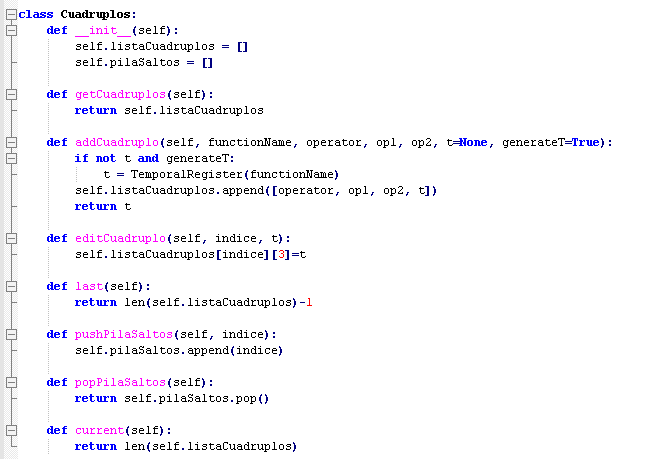 class Cuadruplos:
    def __init__(self):
        self.listaCuadruplos = []
        self.pilaSaltos = []
    def getCuadruplos(self):
        return self.listaCuadruplos
    def addCuadruplo(self, functionName, operator, op1, op2, t=None, generateT=True):
        if not t and generateT:
            t = TemporalRegister(functionName)
        self.listaCuadruplos.append([operator, op1, op2, t])
        return t
    def editCuadruplo(self, indice, t):
        self.listaCuadruplos[indice][3]=t
    def last(self):
        return len(self.listaCuadruplos)-1
    def pushPilaSaltos(self, indice):
        self.pilaSaltos.append(indice)
    def popPilaSaltos(self):
        return self.pilaSaltos.pop()
    def current(self):
        return len(self.listaCuadruplos)